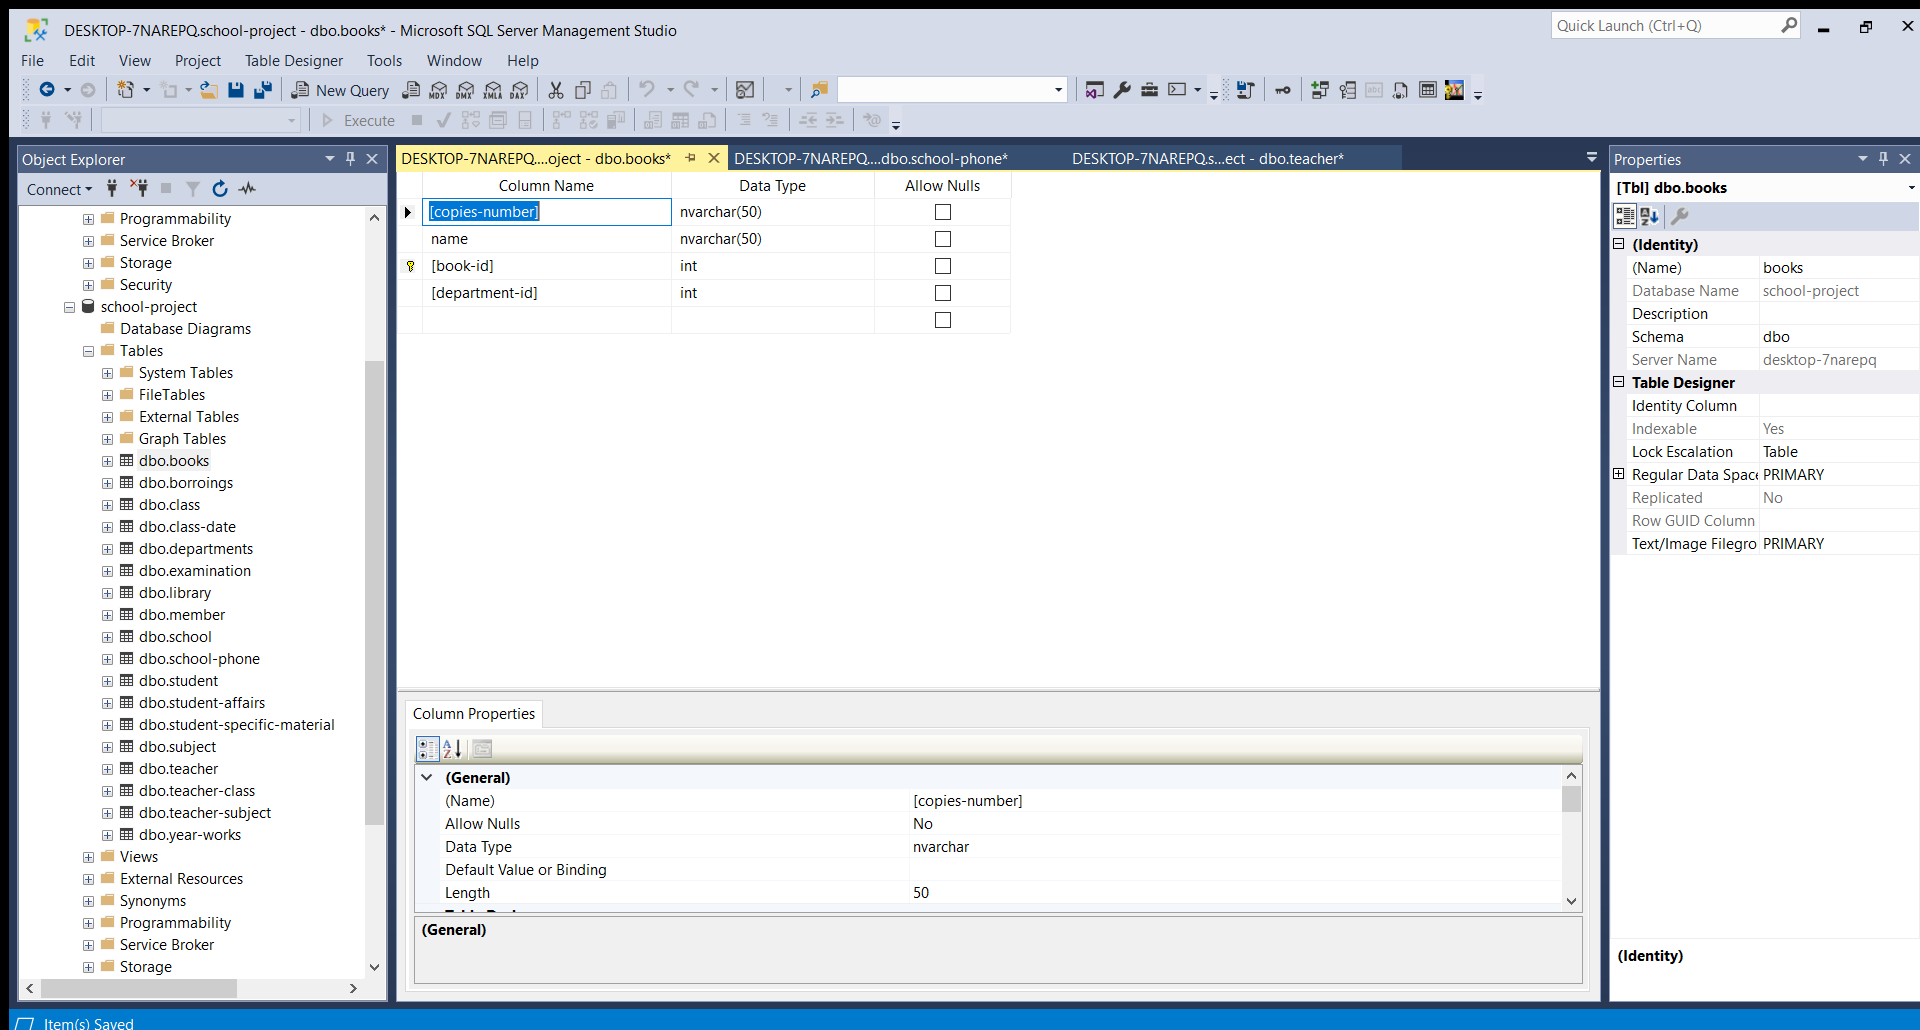 DESKTOP-7NAREPQ.school-project - dbo.books* - Microsoft SQL Server Management Studio
Quick Launch (Ctrl+Q)
File Edit View Project Table Designer Tools Window Help
New Query MDX DMX XMLA DAX
Execute
Object Explorer
Connect
Programmability
Service Broker
Storage
Security
school-project
Database Diagrams
Tables
System Tables
FileTables
External Tables
Graph Tables
dbo.books
dbo.borroings
dbo.class
dbo.class-date
dbo.departments
dbo.examination
dbo.library
dbo.member
dbo.school
dbo.school-phone
dbo.student
dbo.student-affairs
dbo.student-specific-material
dbo.subject
dbo.teacher
dbo.teacher-class
dbo.teacher-subject
dbo.year-works
Views
External Resources
Synonyms
Programmability
Service Broker
Storage
DESKTOP-7NAREPQ....oject - dbo.books* DESKTOP-7NAREPQ....dbo.school-phone* DESKTOP-7NAREPQ.s...ect - dbo.teacher*
Column Name Data Type Allow Nulls
[copies-number] nvarchar(50)
name nvarchar(50)
[book-id] int
[department-id] int
Column Properties
(General)
(Name) [copies-number]
Allow Nulls No
Data Type nvarchar
Default Value or Binding
Length 50
(General)
Properties
[Tbl] dbo.books
(Identity)
(Name) books
Database Name school-project
Description
Schema dbo
Server Name desktop-7narepq
Table Designer
Identity Column
Indexable Yes
Lock Escalation Table
Regular Data Space PRIMARY
Replicated No
Row GUID Column
Text/Image Filegro PRIMARY
(Identity)
Item(s) Saved